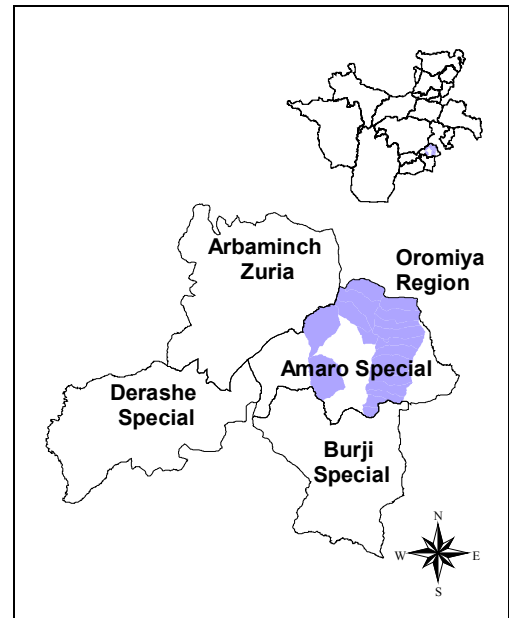 Arbaminch
Zuria
Oromiya
Region
Amaro Special
Derashe
Special
Burji
Special
N
W
E
S